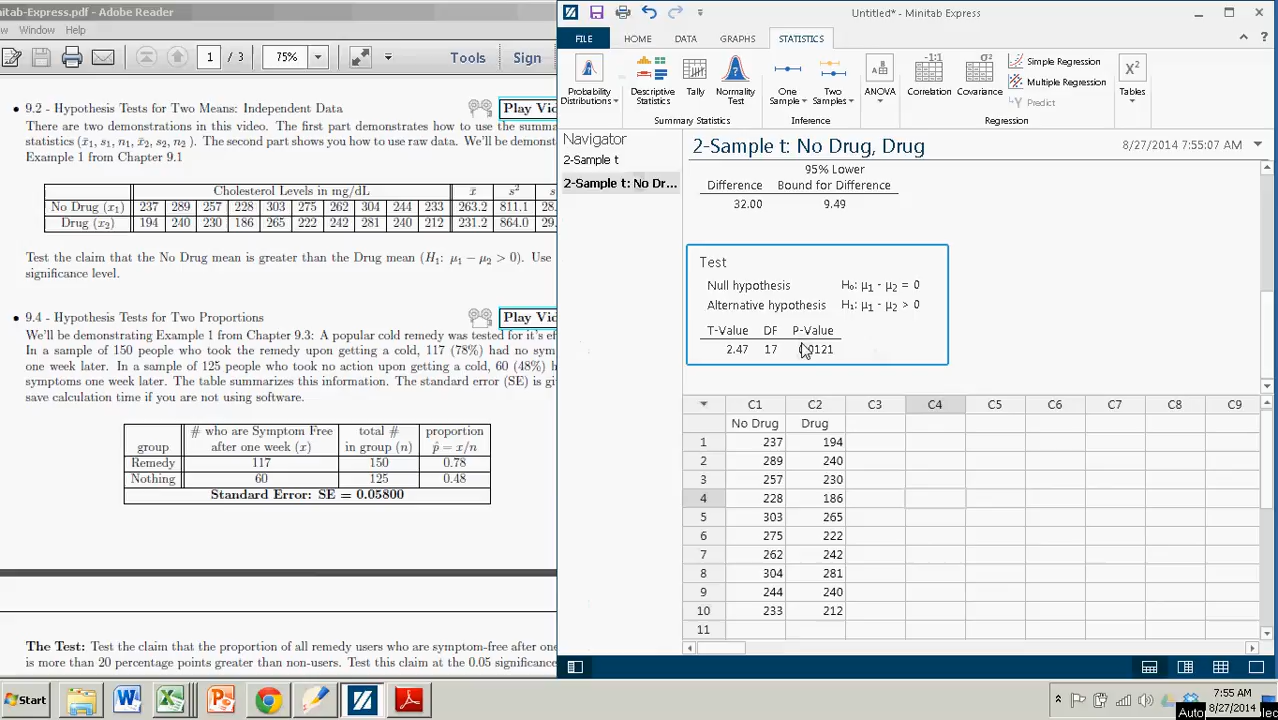 nitab-Express.pdf - Adobe Reader
Window Help
1 / 3 75% Tools Sign
• 9.2 - Hypothesis Tests for Two Means: Independent Data Play Vid
There are two demonstrations in this video. The first part demonstrates how to use the summa
statistics (x̄1, s1, n1, x̄2, s2, n2). The second part shows you how to use raw data. We'll be demonst
Example 1 from Chapter 9.1
Cholesterol Levels in mg/dL x̄ s² s
No Drug (x1) 237 289 257 228 303 275 262 304 244 233 263.2 811.1 28.
Drug (x2) 194 240 230 186 265 222 242 281 240 212 231.2 864.0 29.
Test the claim that the No Drug mean is greater than the Drug mean (H1: μ1 − μ2 > 0). Use
significance level.
• 9.4 - Hypothesis Tests for Two Proportions Play Vid
We'll be demonstrating Example 1 from Chapter 9.3: A popular cold remedy was tested for it's ef
In a sample of 150 people who took the remedy upon getting a cold, 117 (78%) had no sym
one week later. In a sample of 125 people who took no action upon getting a cold, 60 (48%) h
symptoms one week later. The table summarizes this information. The standard error (SE) is gi
save calculation time if you are not using software.
# who are Symptom Free total # proportion
group after one week (x) in group (n) p̂ = x/n
Remedy 117 150 0.78
Nothing 60 125 0.48
Standard Error: SE = 0.05800
The Test: Test the claim that the proportion of all remedy users who are symptom-free after one
is more than 20 percentage points greater than non-users. Test this claim at the 0.05 significance
Untitled* - Minitab Express
FILE HOME DATA GRAPHS STATISTICS
Probability Distributions
Descriptive Statistics
Tally
Normality Test
Summary Statistics
One Sample
Two Samples
Inference
ANOVA
Correlation
Covariance
Simple Regression
Multiple Regression
Predict
Regression
Tables
Navigator
2-Sample t
2-Sample t: No Dr...
2-Sample t: No Drug, Drug 8/27/2014 7:55:07 AM
95% Lower
Difference Bound for Difference
32.00 9.49
Test
Null hypothesis H₀: μ1 - μ2 = 0
Alternative hypothesis H₁: μ1 - μ2 > 0
T-Value DF P-Value
2.47 17
C1 C2 C3 C4 C5 C6 C7 C8 C9
No Drug Drug
1 237 194
2 289 240
3 257 230
4 228 186
5 303 265
6 275 222
7 262 242
8 304 281
9 244 240
10 233 212
11
Start
7:55 AM
8/27/2014